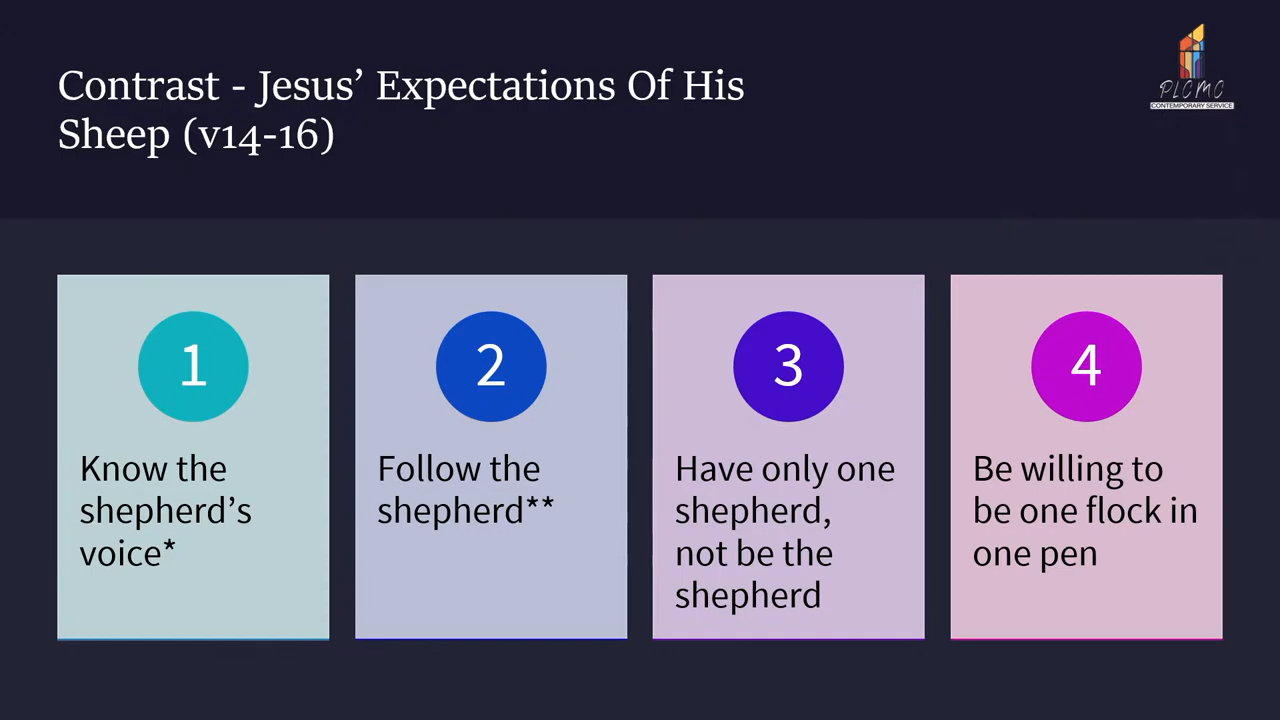 Contrast - Jesus’ Expectations Of His
Sheep (v14-16)
PLCMC
CONTEMPORARY SERVICE
1
Know the
shepherd’s
voice*
2
Follow the
shepherd**
3
Have only one
shepherd,
not be the
shepherd
4
Be willing to
be one flock in
one pen